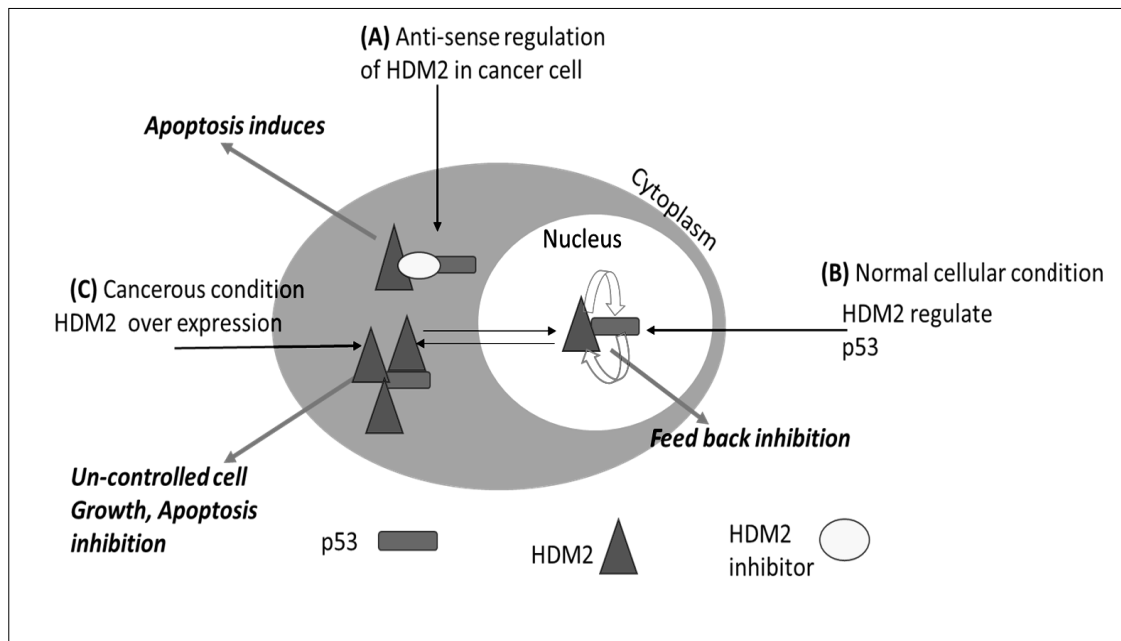 (A) Anti-sense regulation
of HDM2 in cancer cell
Apoptosis induces
Cytoplasm
Nucleus
(B) Normal cellular condition
HDM2 regulate
p53
(C) Cancerous condition
HDM2 over expression
Feed back inhibition
Un-controlled cell
Growth, Apoptosis
inhibition
p53
HDM2
HDM2
inhibitor